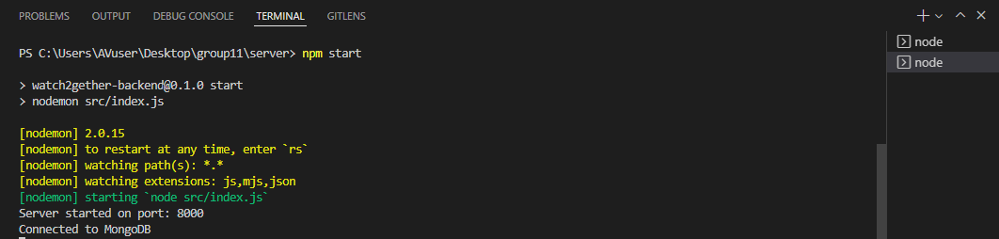 PROBLEMS OUTPUT DEBUG CONSOLE TERMINAL GITLENS
PS C:\Users\AVuser\Desktop\group11\server> npm start
> watch2gether-backend@0.1.0 start
> nodemon src/index.js
[nodemon] 2.0.15
[nodemon] to restart at any time, enter `rs`
[nodemon] watching path(s): *.*
[nodemon] watching extensions: js,mjs,json
[nodemon] starting `node src/index.js`
Server started on port: 8000
Connected to MongoDB
node
node